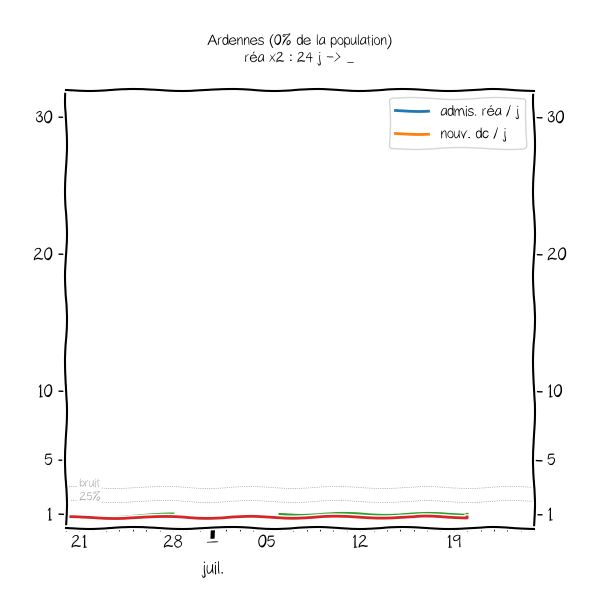 Ardennes (0% de la population)
réa x2 : 24 j -> _
admis. réa / j
nouv. dc / j
30
30
20
20
10
10
5
5
bruit
25%
1
1
21
28
05
12
19
juil.